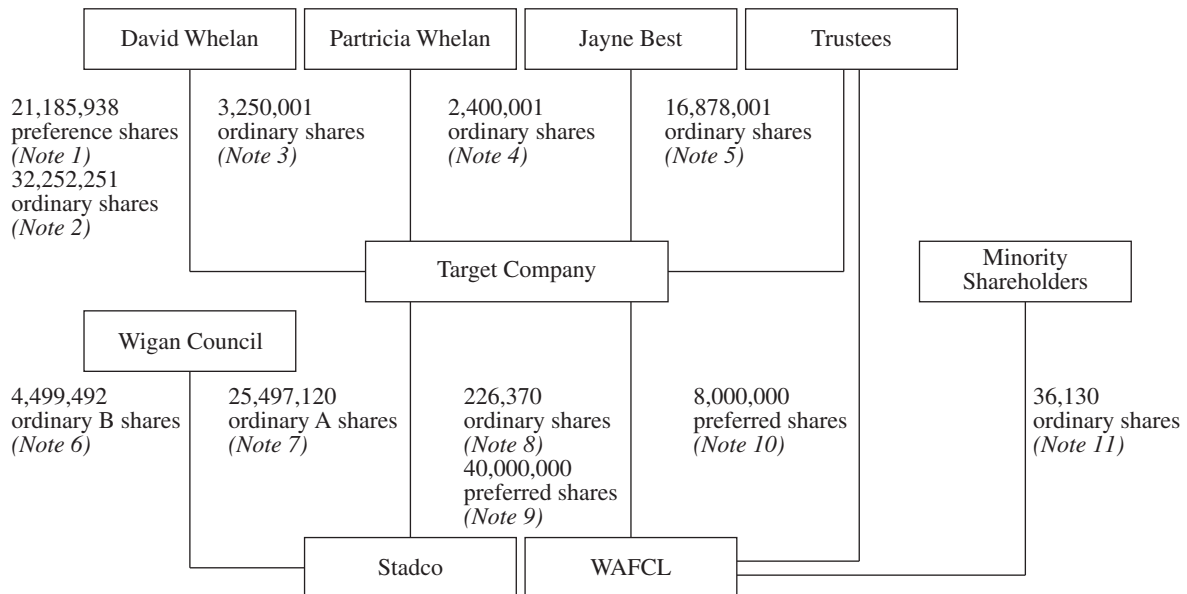 David Whelan
Partricia Whelan
Jayne Best
Trustees
21,185,938
preference shares
(Note 1)
32,252,251
ordinary shares
(Note 2)
3,250,001
ordinary shares
(Note 3)
2,400,001
ordinary shares
(Note 4)
16,878,001
ordinary shares
(Note 5)
Target Company
Minority
Shareholders
Wigan Council
4,499,492
ordinary B shares
(Note 6)
25,497,120
ordinary A shares
(Note 7)
226,370
ordinary shares
(Note 8)
40,000,000
preferred shares
(Note 9)
8,000,000
preferred shares
(Note 10)
36,130
ordinary shares
(Note 11)
Stadco
WAFCL